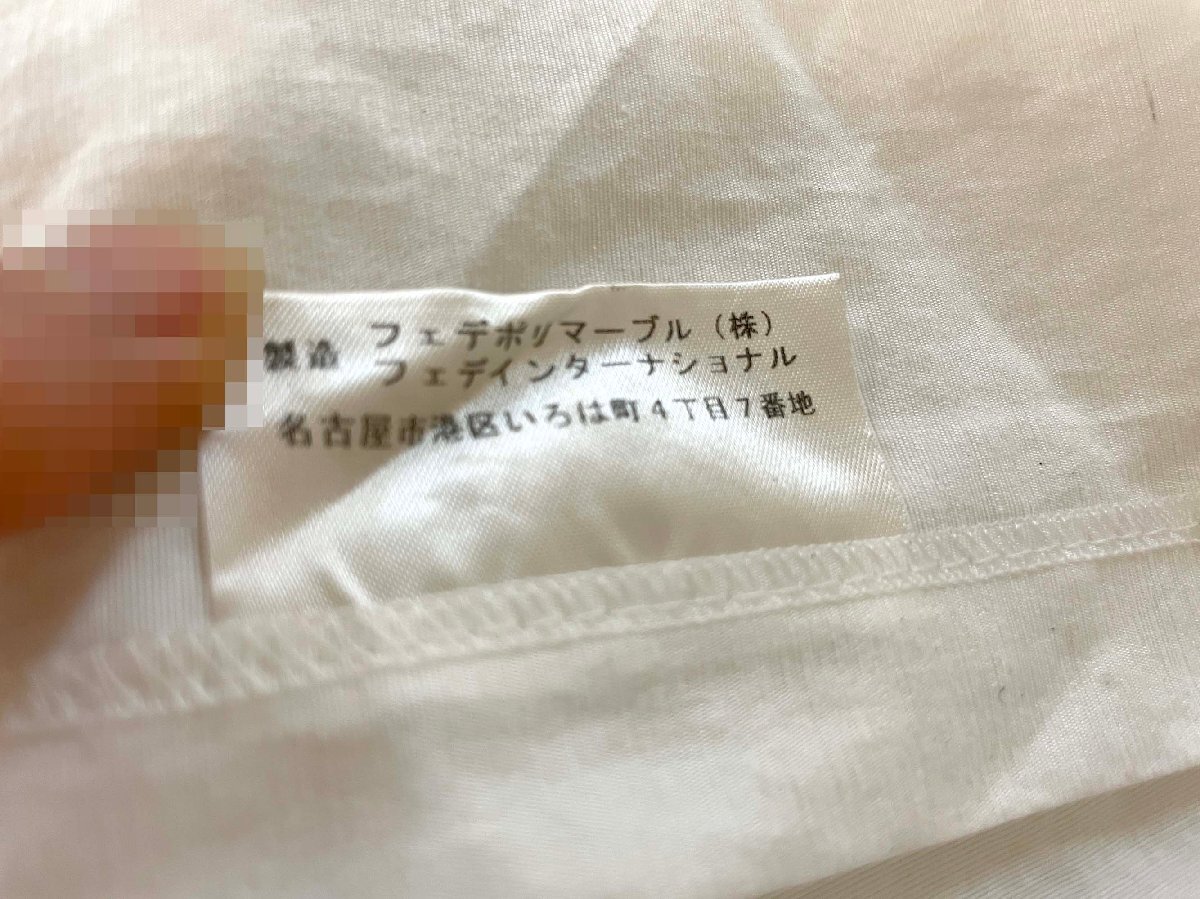 製造 フェデポリマーブル(株)
フェデインターナショナル
名古屋市港区いろは町4丁目7番地